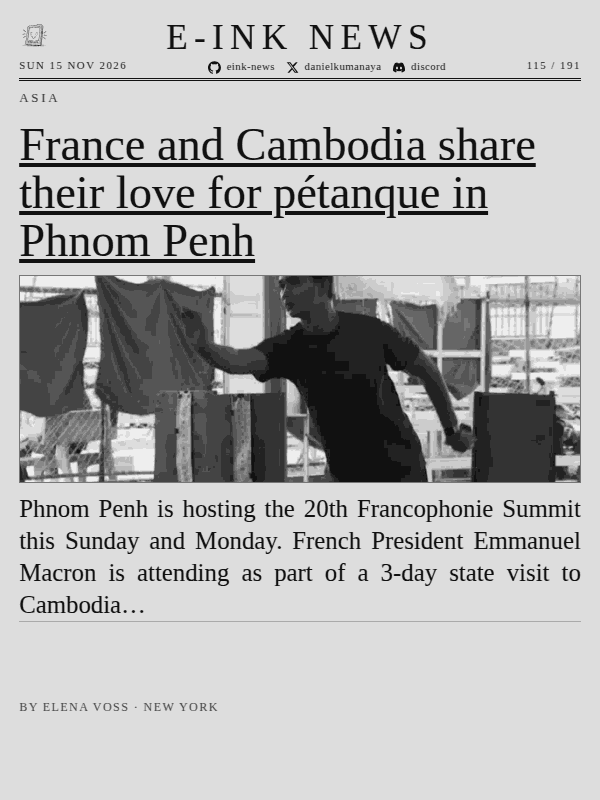 E-INK NEWS
SUN 15 NOV 2026
eink-news danielkumanaya discord
115 / 191
ASIA
France and Cambodia share
their love for pétanque in
Phnom Penh
Phnom Penh is hosting the 20th Francophonie Summit
this Sunday and Monday. French President Emmanuel
Macron is attending as part of a 3-day state visit to
Cambodia…
BY ELENA VOSS · NEW YORK